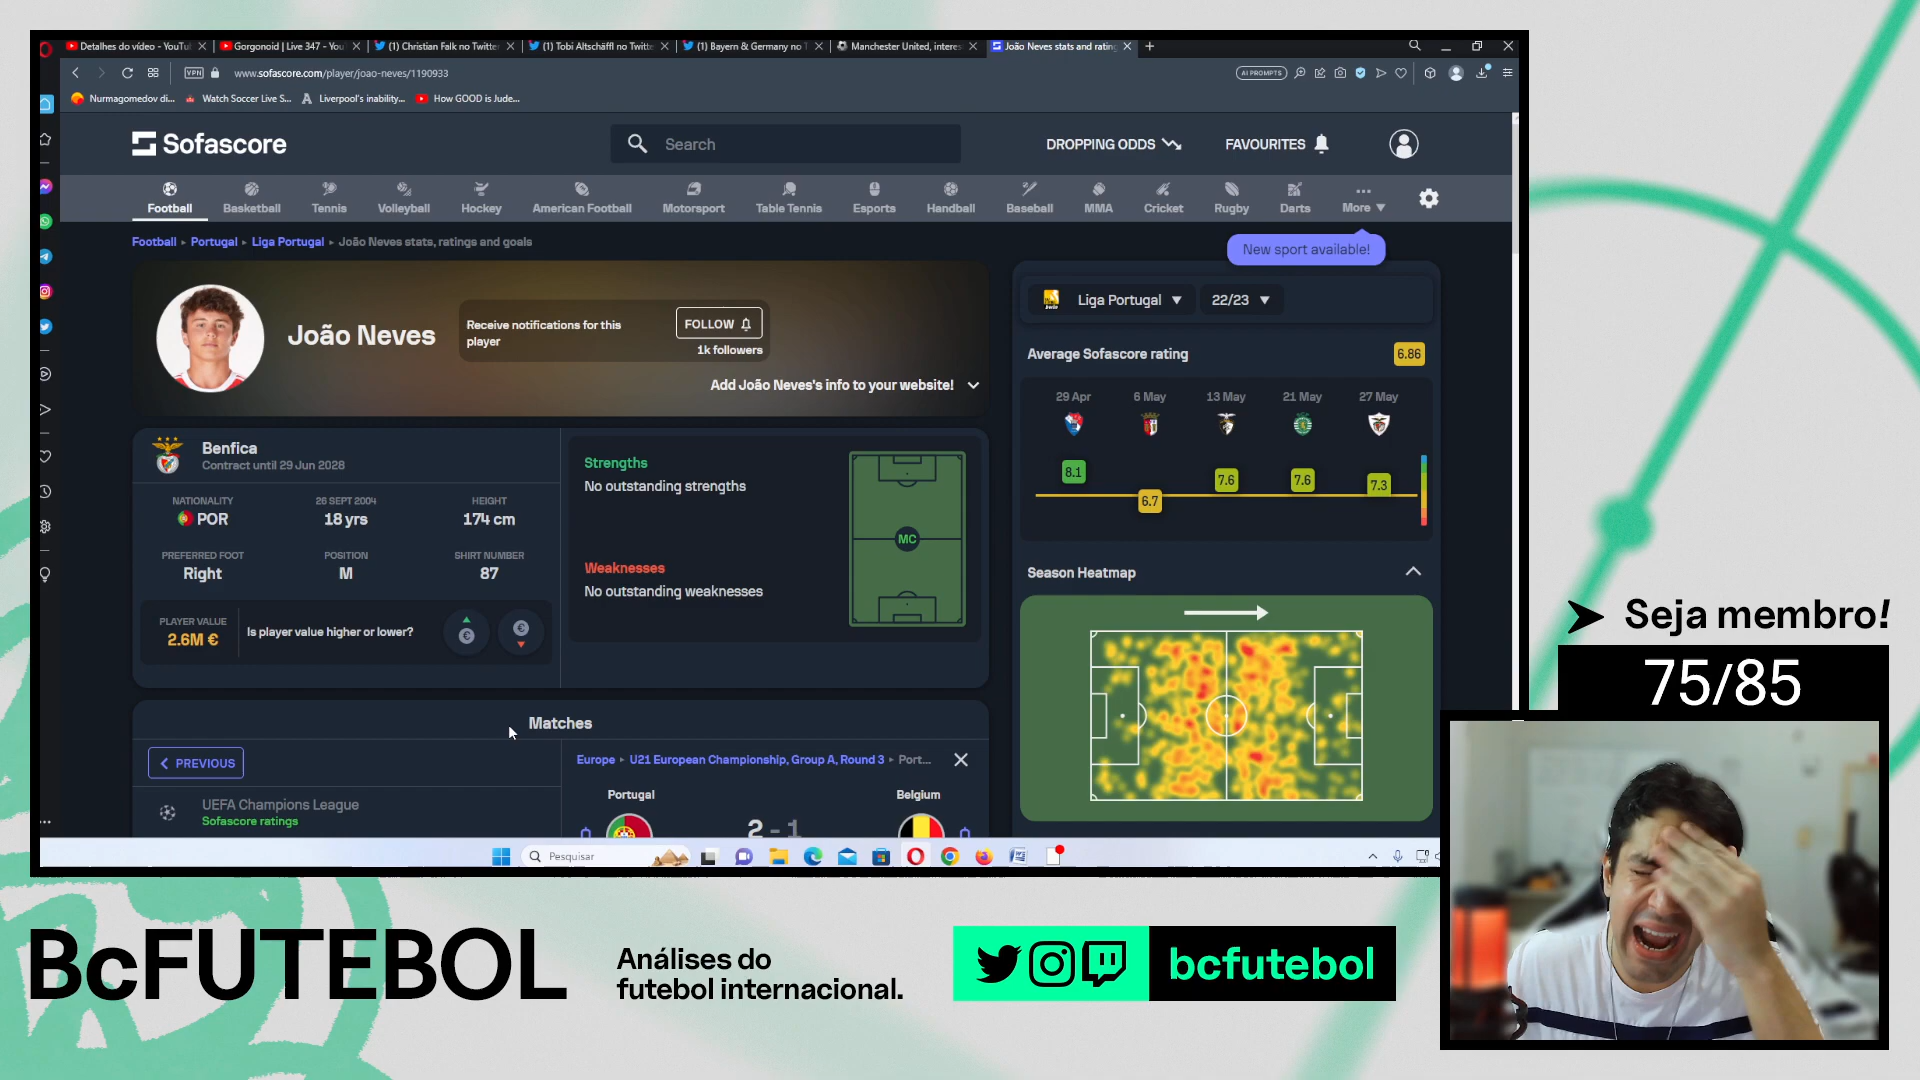 Detalhes do vídeo - YouTu
Gorgonoid | Live 347 - You
(1) Christian Falk no Twitte
(1) Tobi Altschäffl no Twitte
(1) Bayern & Germany no T
Manchester United, interes
João Neves stats and rating
VPN
www.sofascore.com/player/joao-neves/1190933
AI PROMPTS
Nurmagomedov di...
Watch Soccer Live S...
Liverpool's inability...
How GOOD is Jude...
Sofascore
Search
DROPPING ODDS
FAVOURITES
Football
Basketball
Tennis
Volleyball
Hockey
American Football
Motorsport
Table Tennis
Esports
Handball
Baseball
MMA
Cricket
Rugby
Darts
More
Football ▸ Portugal ▸ Liga Portugal ▸ João Neves stats, ratings and goals
New sport available!
João Neves
Receive notifications for this
player
FOLLOW
1k followers
Add João Neves's info to your website!
Benfica
Contract until 29 Jun 2028
NATIONALITY
POR
26 SEPT 2004
18 yrs
HEIGHT
174 cm
PREFERRED FOOT
Right
POSITION
M
SHIRT NUMBER
87
PLAYER VALUE
2.6M €
Is player value higher or lower?
Strengths
No outstanding strengths
Weaknesses
No outstanding weaknesses
MC
Liga Portugal
22/23
Average Sofascore rating
6.86
29 Apr
6 May
13 May
21 May
27 May
8.1
6.7
7.6
7.6
7.3
Season Heatmap
Matches
PREVIOUS
UEFA Champions League
Sofascore ratings
Europe ▸ U21 European Championship, Group A, Round 3 ▸ Port...
Portugal
2 - 1
Belgium
Pesquisar
Seja membro!
75/85
BcFUTEBOL
Análises do
futebol internacional.
bcfutebol